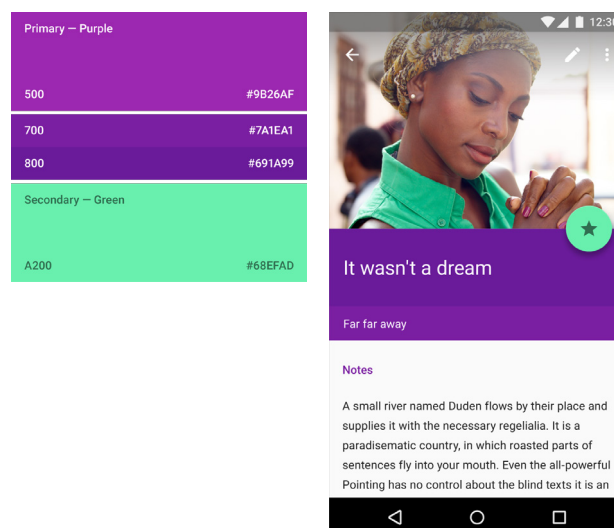 Primary — Purple
500 #9B26AF
700 #7A1EA1
800 #691A99
Secondary — Green
A200 #68EFAD
It wasn't a dream
Far far away
Notes
A small river named Duden flows by their place and
supplies it with the necessary regelialia. It is a
paradisematic country, in which roasted parts of
sentences fly into your mouth. Even the all-powerful
Pointing has no control about the blind texts it is an